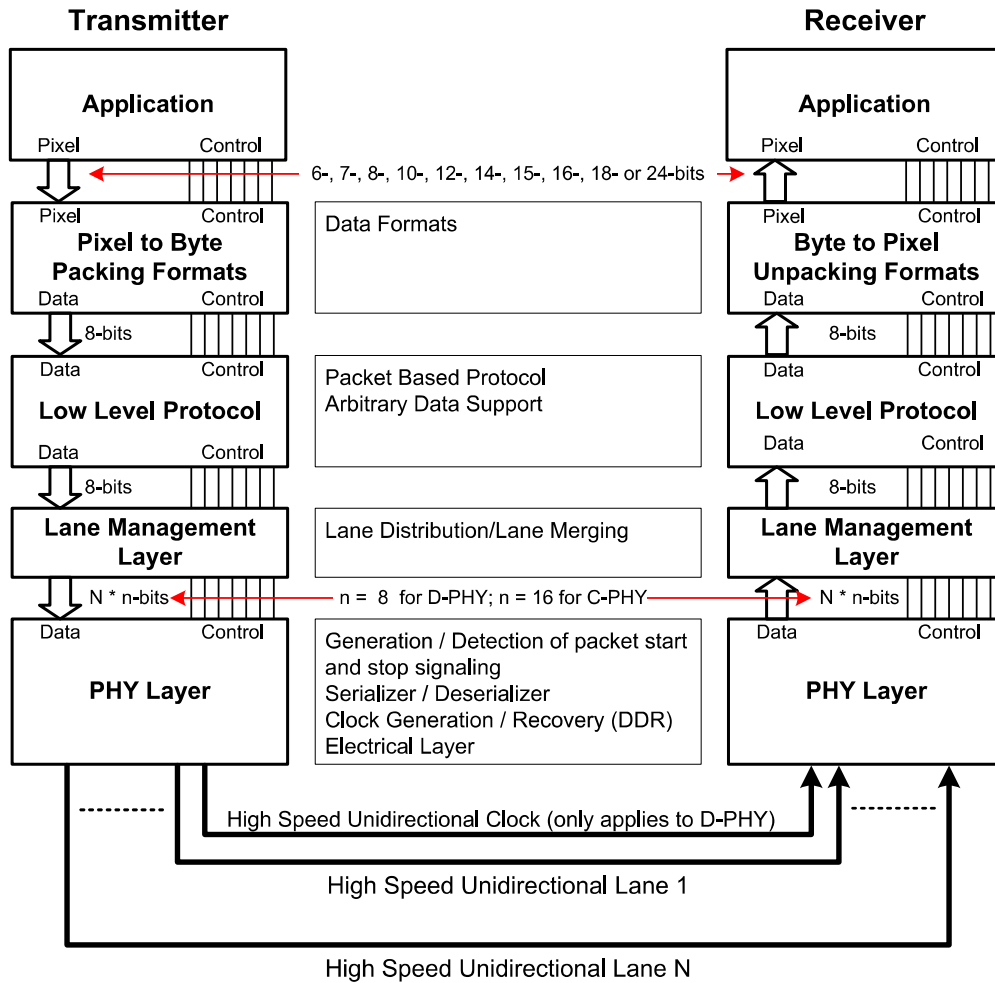 Transmitter
Receiver
Application
Pixel
Control
Application
Pixel
Control
6-, 7-, 8-, 10-, 12-, 14-, 15-, 16-, 18- or 24-bits
Pixel
Control
Pixel to Byte
Packing Formats
Data
Control
Data Formats
Pixel
Control
Byte to Pixel
Unpacking Formats
Data
Control
8-bits
8-bits
Data
Control
Low Level Protocol
Data
Control
Packet Based Protocol
Arbitrary Data Support
Data
Control
Low Level Protocol
Data
Control
8-bits
8-bits
Lane Management
Layer
Lane Distribution/Lane Merging
Lane Management
Layer
N * n-bits
n = 8 for D-PHY; n = 16 for C-PHY
N * n-bits
Data
Control
PHY Layer
Generation / Detection of packet start
and stop signaling
Serializer / Deserializer
Clock Generation / Recovery (DDR)
Electrical Layer
Data
Control
PHY Layer
High Speed Unidirectional Clock (only applies to D-PHY)
High Speed Unidirectional Lane 1
High Speed Unidirectional Lane N